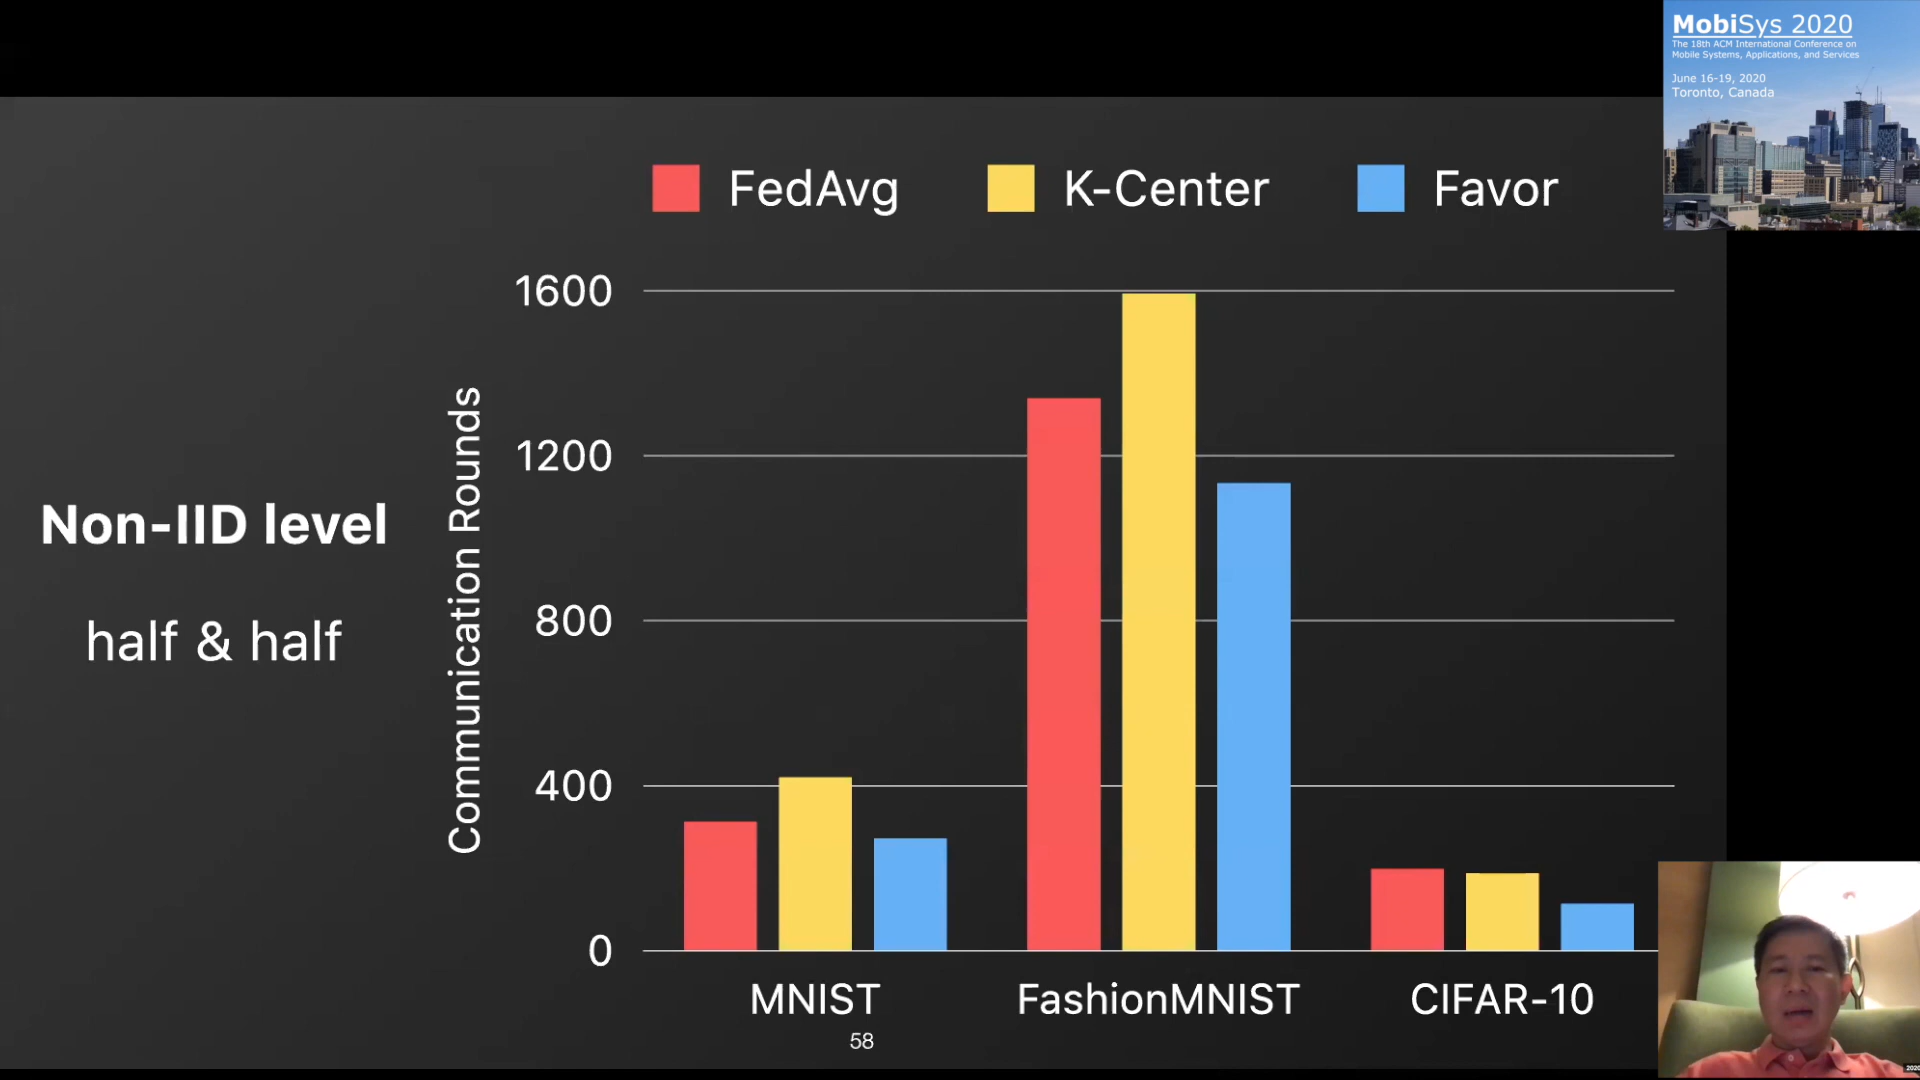 MobiSys 2020
The 18th ACM International Conference on
Mobile Systems, Applications, and Services
June 16-19, 2020
Toronto, Canada
FedAvg
K-Center
Favor
Non-IID level
half & half
Communication Rounds
1600
1200
800
400
0
MNIST
FashionMNIST
CIFAR-10
58